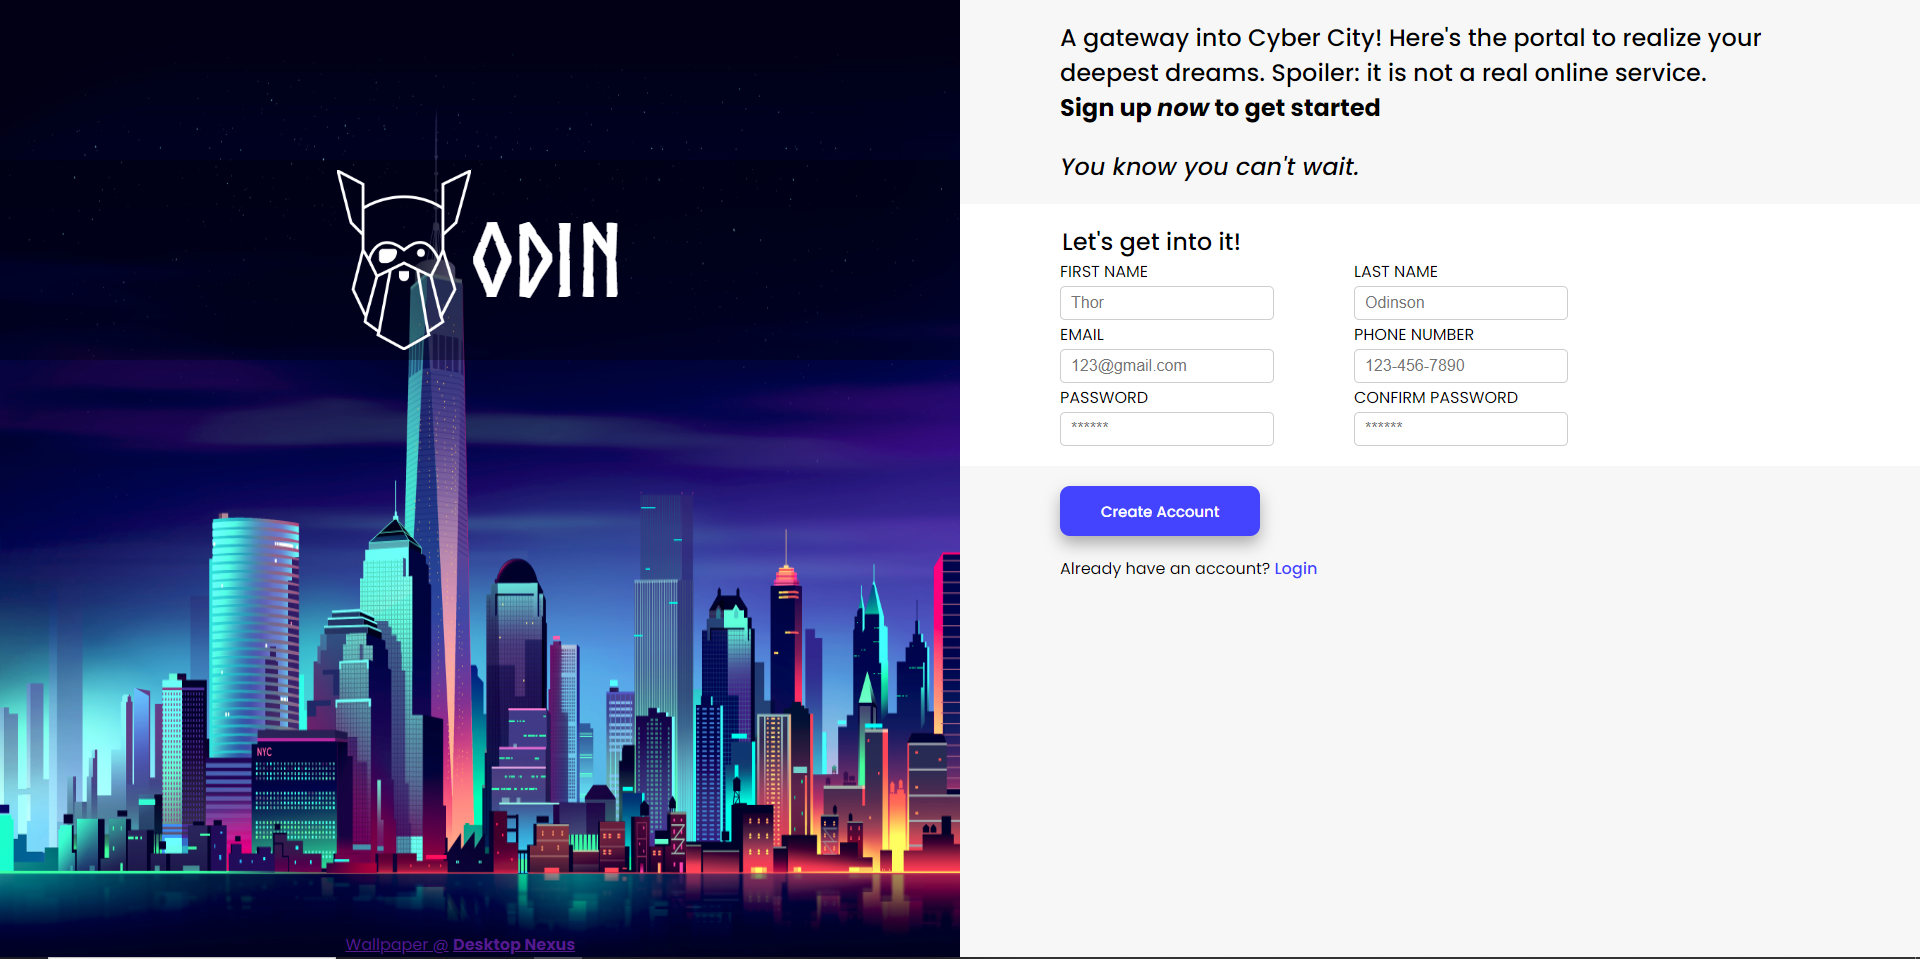 ODIN
NYC
Wallpaper @ Desktop Nexus
A gateway into Cyber City! Here's the portal to realize your
deepest dreams. Spoiler: it is not a real online service.
Sign up now to get started
You know you can't wait.
Let's get into it!
FIRST NAME
LAST NAME
Thor
Odinson
EMAIL
PHONE NUMBER
123@gmail.com
123-456-7890
PASSWORD
CONFIRM PASSWORD
******
******
Create Account
Already have an account? Login